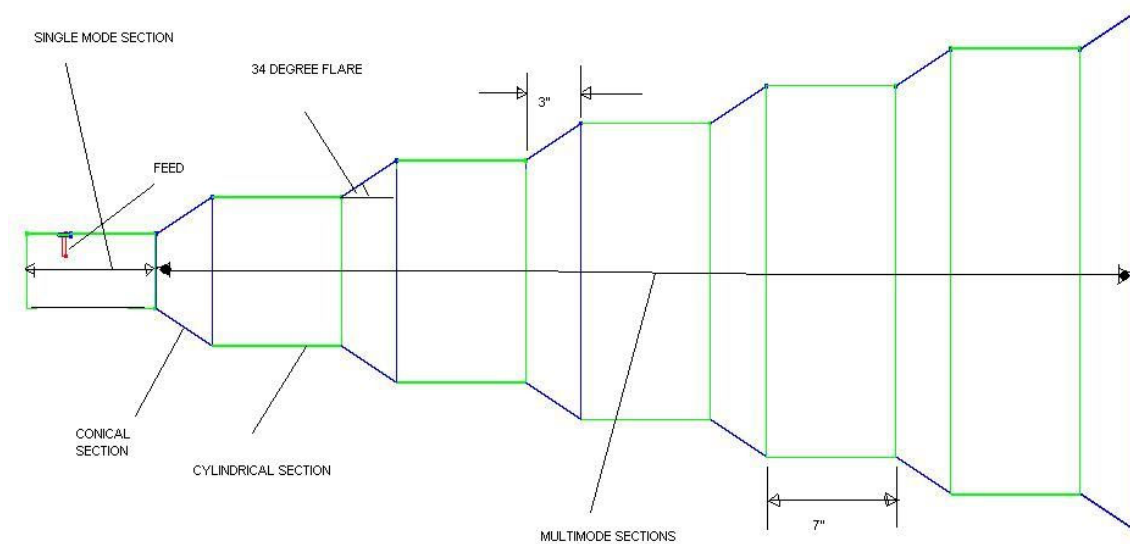 SINGLE MODE SECTION
34 DEGREE FLARE
3"
FEED
CONICAL
SECTION
CYLINDRICAL SECTION
7"
MULTIMODE SECTIONS